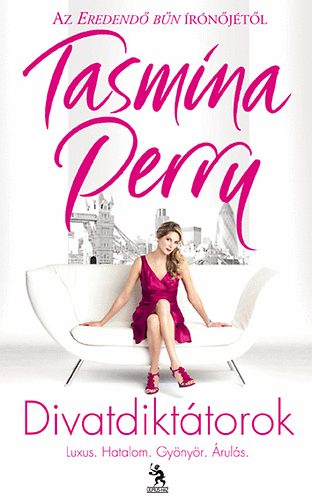 AZ EREDENDŐ BŰN ÍRÓNŐJÉTŐL
Tasmina
Perry
Divatdiktátorok
Luxus. Hatalom. Gyönyör. Árulás.